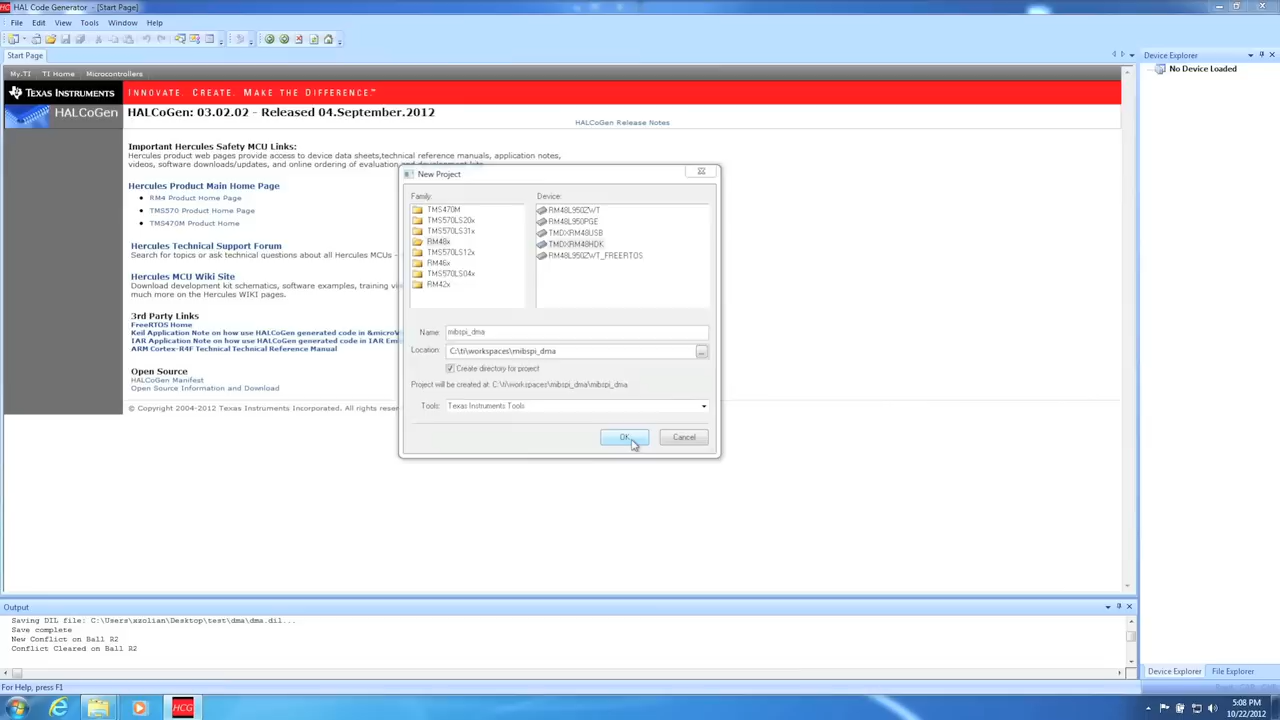 HAL Code Generator - [Start Page]
File Edit View Tools Window Help
Start Page
My.TI TI Home Microcontrollers
TEXAS INSTRUMENTS INNOVATE. CREATE. MAKE THE DIFFERENCE.™
HALCoGen HALCoGen: 03.02.02 - Released 04.September.2012
HALCoGen Release Notes
Important Hercules Safety MCU Links:
Hercules product web pages provide access to device data sheets,technical reference manuals, application notes,
videos, software downloads/updates, and online ordering of evaluation and development kits.
Hercules Product Main Home Page
RM4 Product Home Page
TMS570 Product Home Page
TMS470M Product Home
Hercules Technical Support Forum
Search for topics or ask technical questions about all Hercules MCUs -
Hercules MCU Wiki Site
Download development kit schematics, software examples, training
much more on the Hercules WIKI pages.
3rd Party Links
FreeRTOS Home
Keil Application Note on how use HALCoGen generated code in
IAR Application Note on how use HALCoGen generated code in IAR
ARM Cortex-R4F Technical Technical Reference Manual
Open Source
HALCoGen Manifest
Open Source Information and Download
© Copyright 2004-2012 Texas Instruments Incorporated. All rights
New Project
Family: Device:
TMS470M
TMS570LS20x
TMS570LS31x
RM48x
TMS570LS12x
RM46x
TMS570LS04x
RM42x
RM48L950ZWT
RM48L950PGE
TMDXRM48USB
TMDXRM48HDK
RM48L950ZWT_FREERTOS
Name: mibspi_dma
Location: C:\ti\workspaces\mibspi_dma ...
Create directory for project
Project will be created at: C:\ti\workspaces\mibspi_dma\mibspi_dma
Tools: Texas Instruments Tools
OK Cancel
Device Explorer
No Device Loaded
Output
Saving DIL file: C:\Users\xzolian\Desktop\test\dma\dma.dil...
Save complete
New Conflict on Ball R2
Conflict Cleared on Ball R2
Device Explorer File Explorer
For Help, press F1
HCG
5:08 PM
10/22/2012